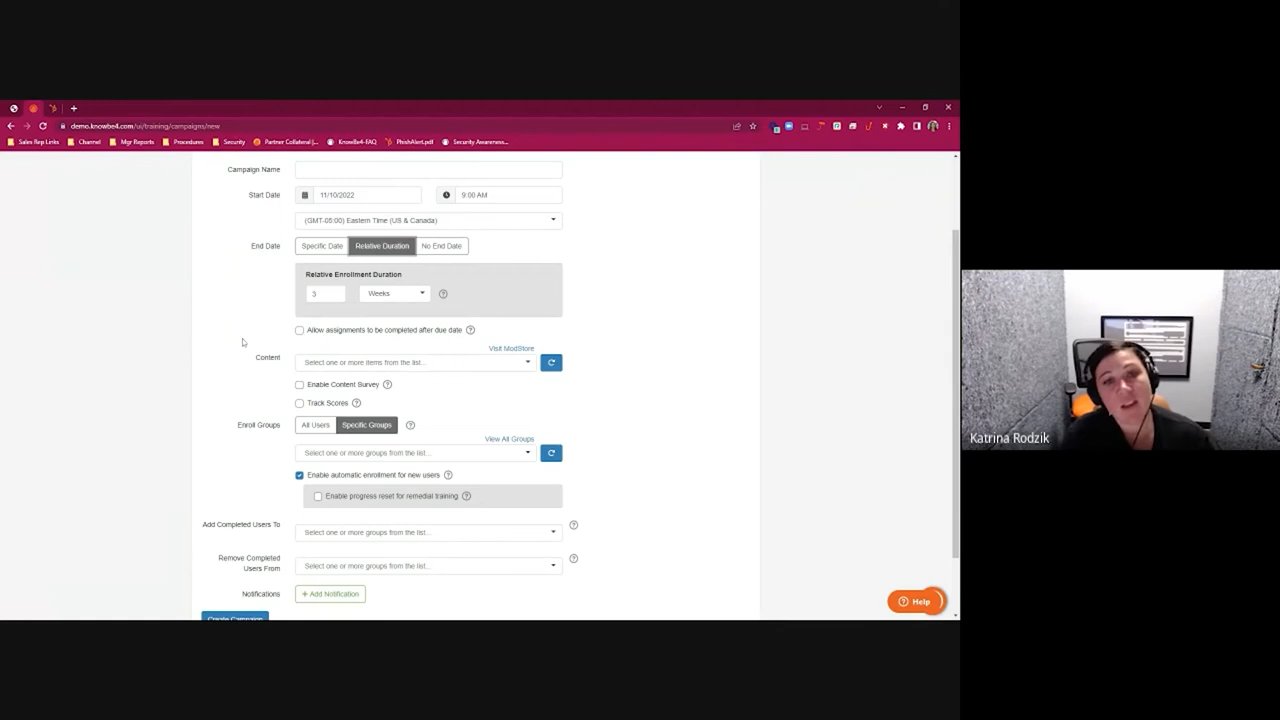 demo.knowbe4.com/ui/training/campaigns/new
Sales Rep Links
Channel
Mgr Reports
Procedures
Security
Partner Collateral |...
KnowBe4-FAQ
PhishAlert.pdf
Security Awareness...
Campaign Name
Start Date
11/10/2022
9:00 AM
(GMT-05:00) Eastern Time (US & Canada)
End Date
Specific Date
Relative Duration
No End Date
Relative Enrollment Duration
3
Weeks
Allow assignments to be completed after due date
Visit ModStore
Content
Select one or more items from the list...
Enable Content Survey
Track Scores
Enroll Groups
All Users
Specific Groups
View All Groups
Select one or more groups from the list...
Enable automatic enrollment for new users
Enable progress reset for remedial training
Add Completed Users To
Select one or more groups from the list...
Remove Completed
Users From
Select one or more groups from the list...
Notifications
+ Add Notification
Create Campaign
Help
Katrina Rodzik